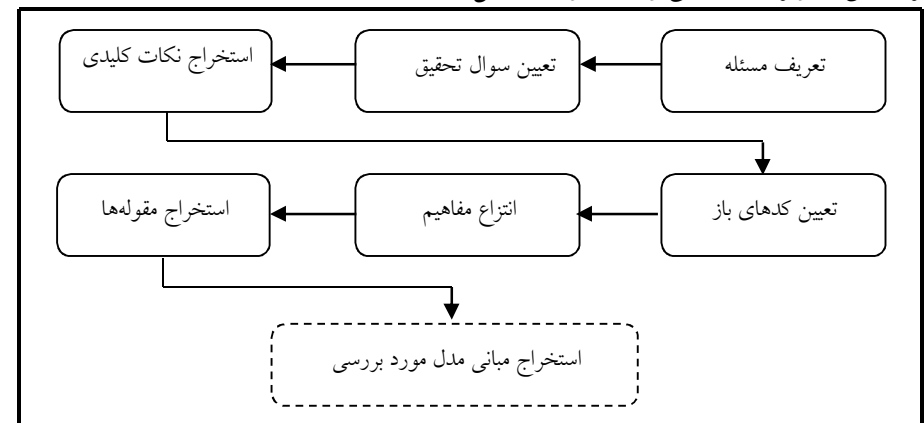 تعریف مسئله
تعیین سوال تحقیق
استخراج نکات کلیدی
تعیین کدهای باز
انتزاع مفاهیم
استخراج مقوله‌ها
استخراج مبانی مدل مورد بررسی